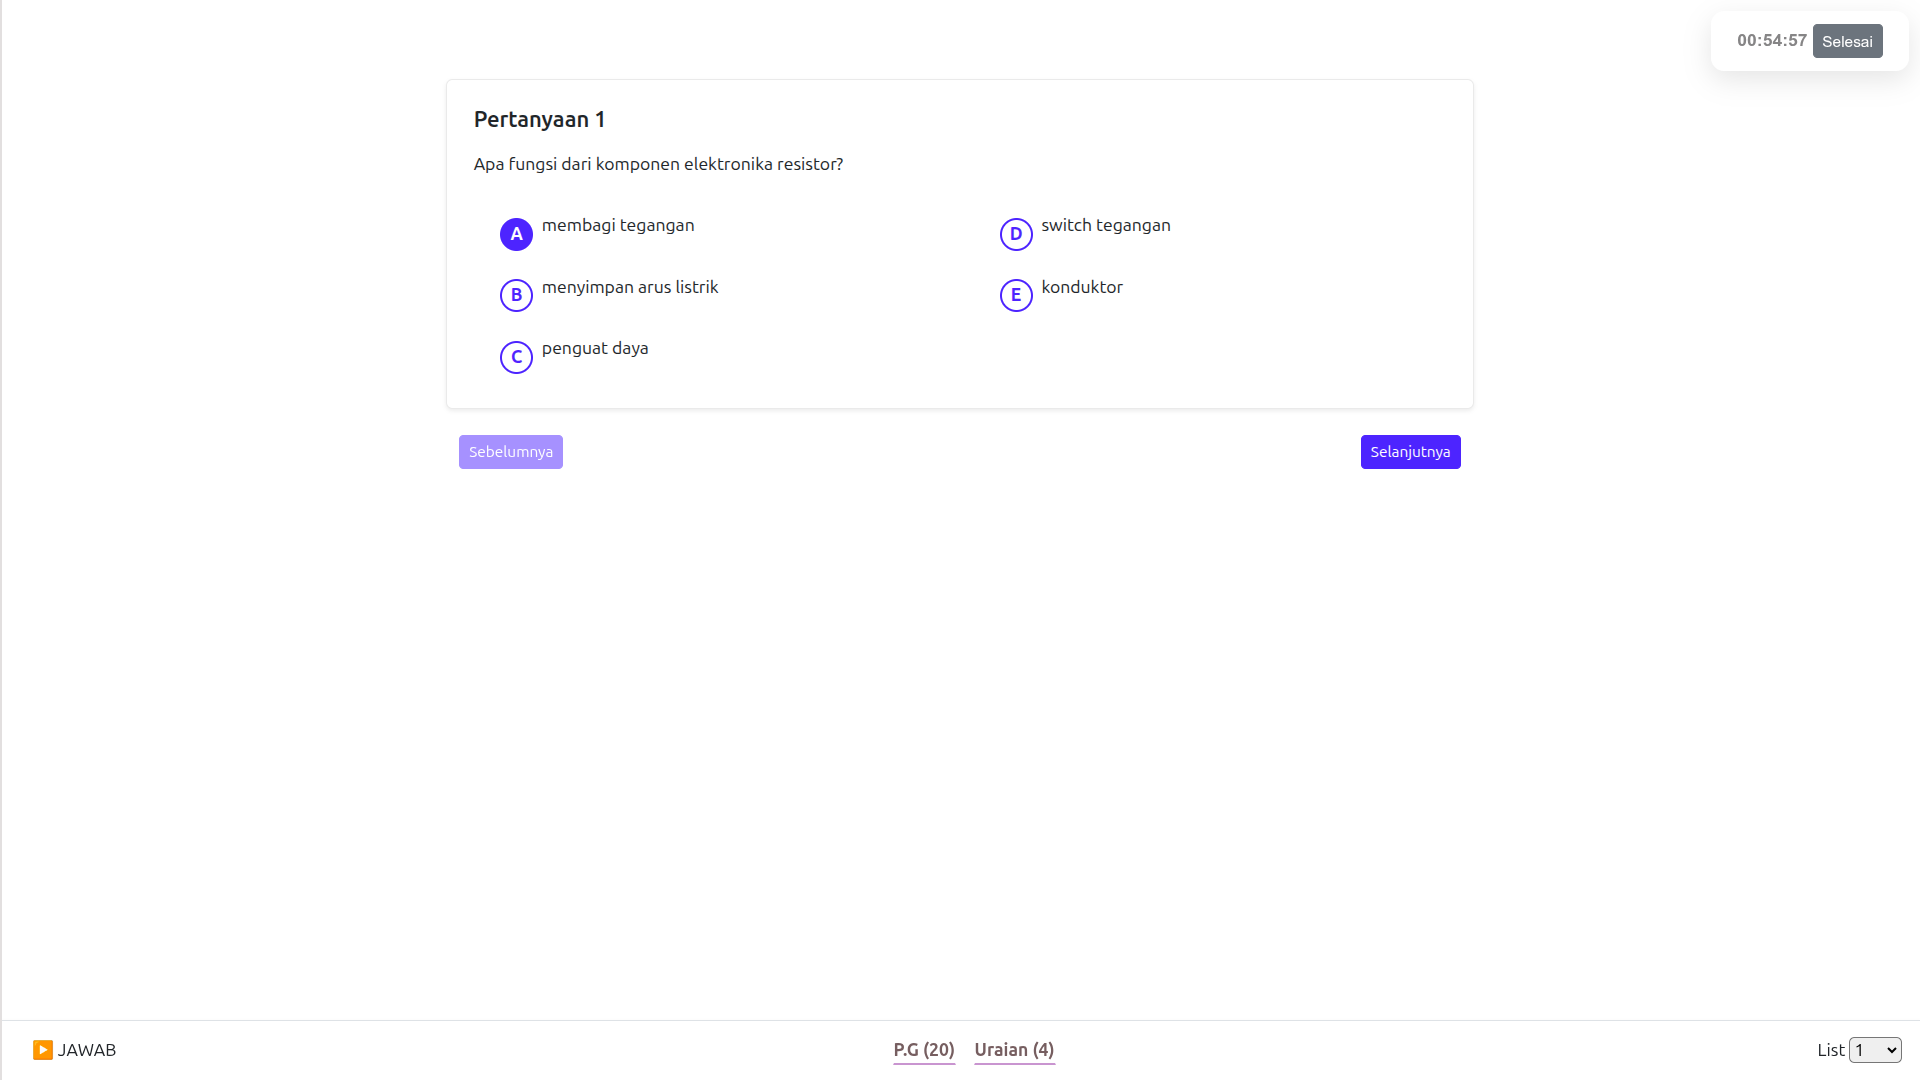 00:54:57 Selesai
Pertanyaan 1
Apa fungsi dari komponen elektronika resistor?
A membagi tegangan
B menyimpan arus listrik
C penguat daya
D switch tegangan
E konduktor
Sebelumnya
Selanjutnya
JAWAB
P.G (20) Uraian (4)
List 1